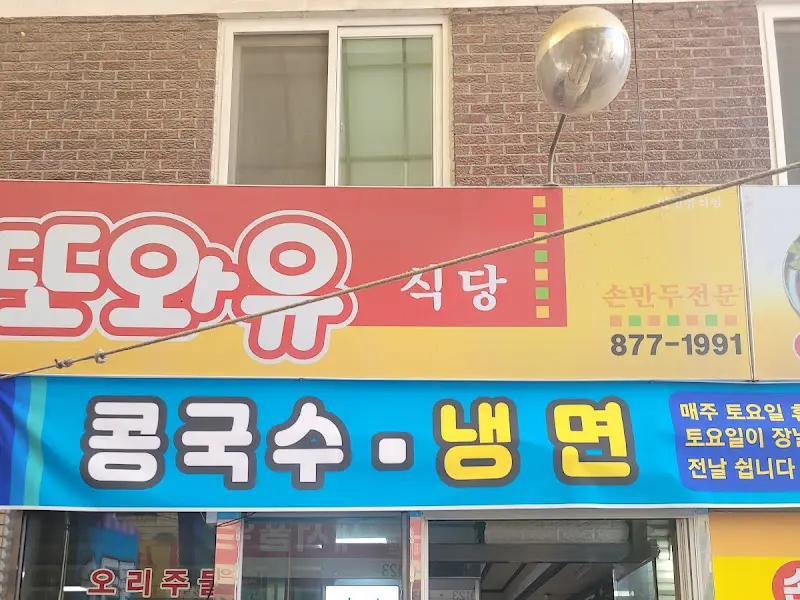 또와유 식당
손만두전문
877-1991
콩국수·냉면
매주 토요일
토요일이 장날
전날 쉽니다
오리주물